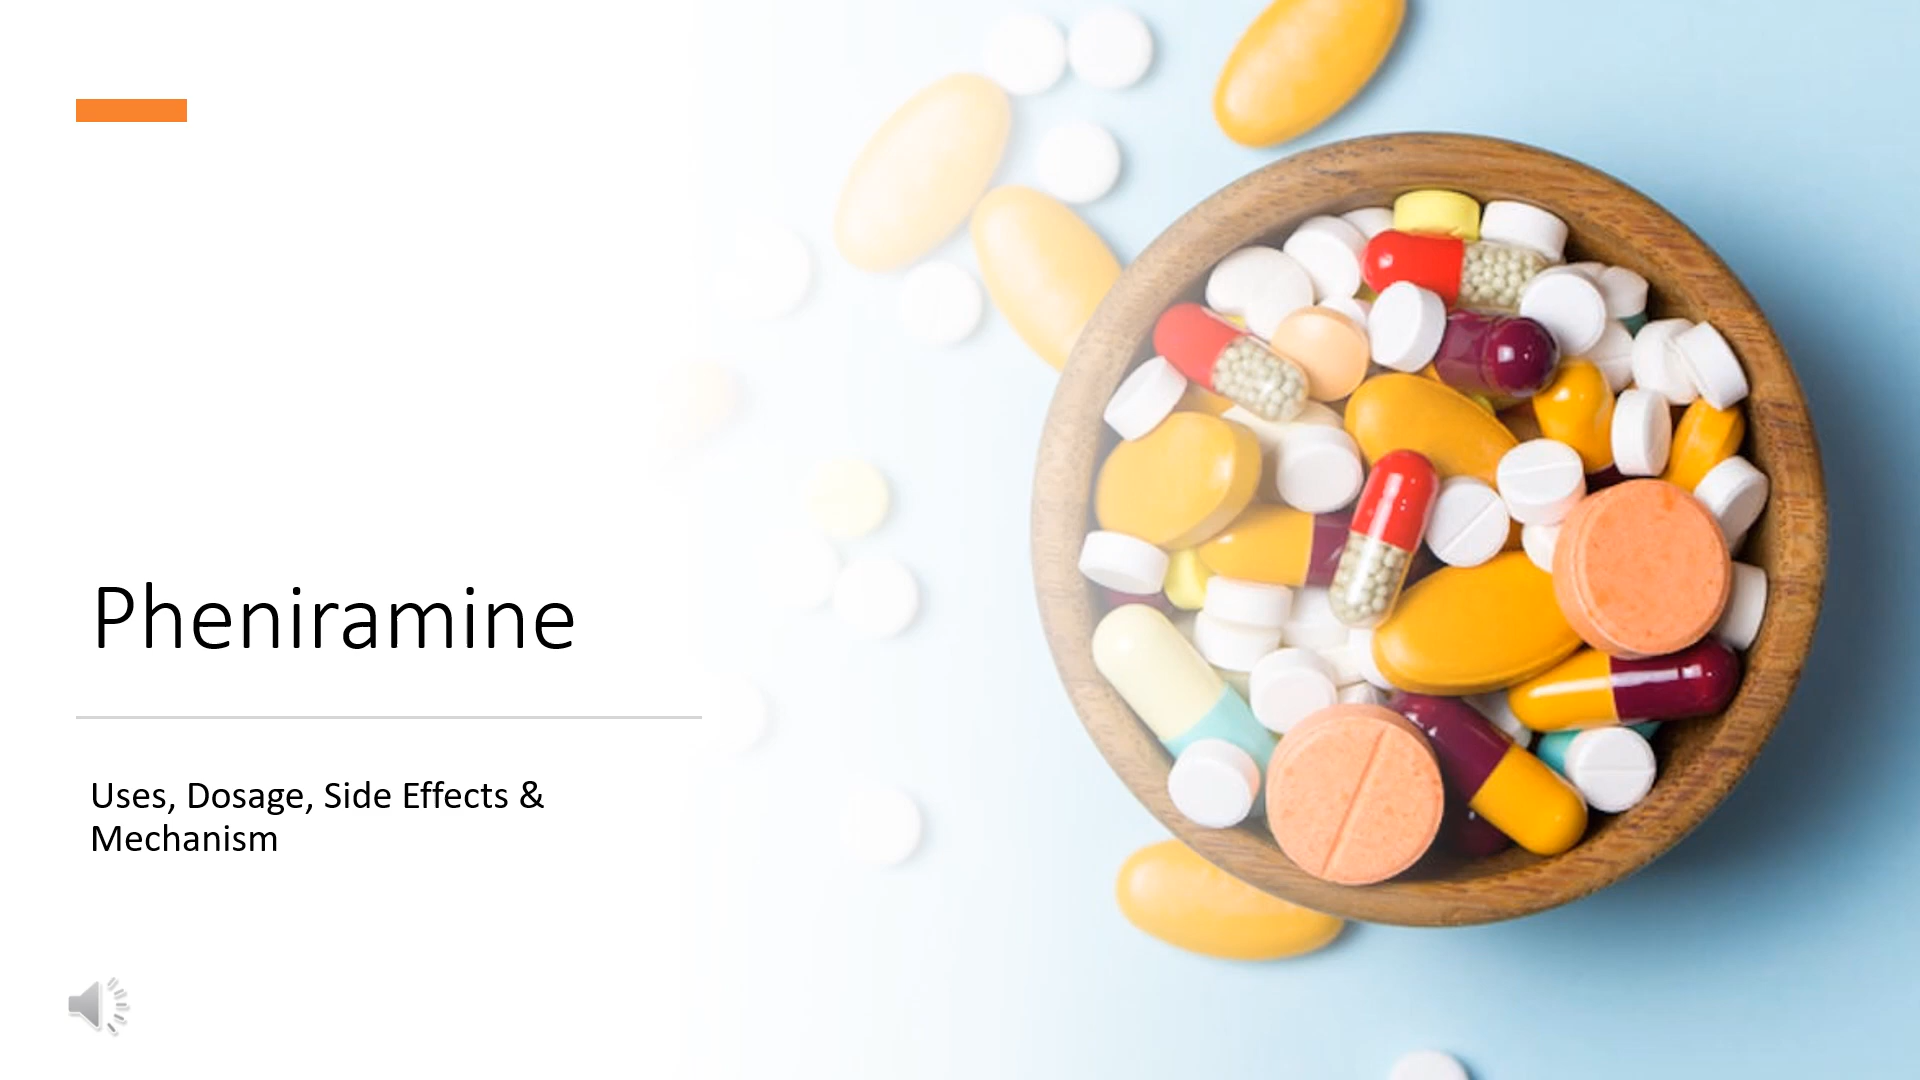 Pheniramine
Uses, Dosage, Side Effects &
Mechanism